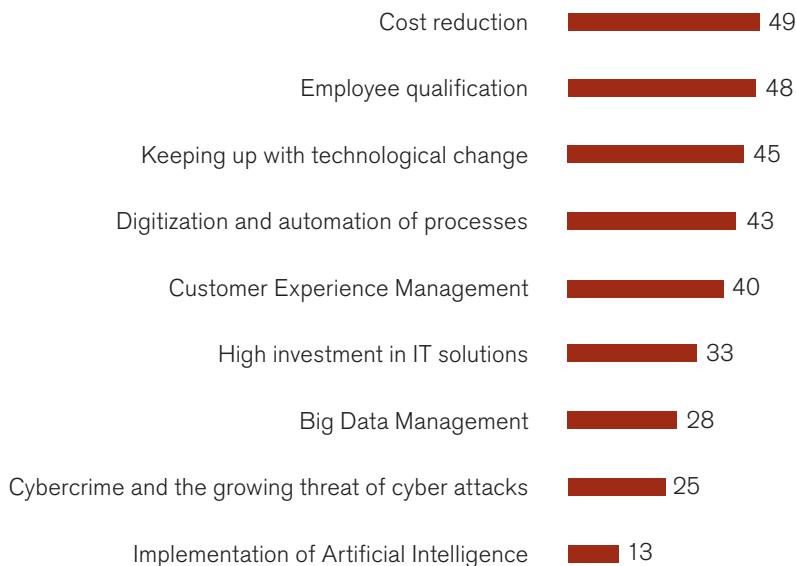 Cost reduction 49
Employee qualification 48
Keeping up with technological change 45
Digitization and automation of processes 43
Customer Experience Management 40
High investment in IT solutions 33
Big Data Management 28
Cybercrime and the growing threat of cyber attacks 25
Implementation of Artificial Intelligence 13